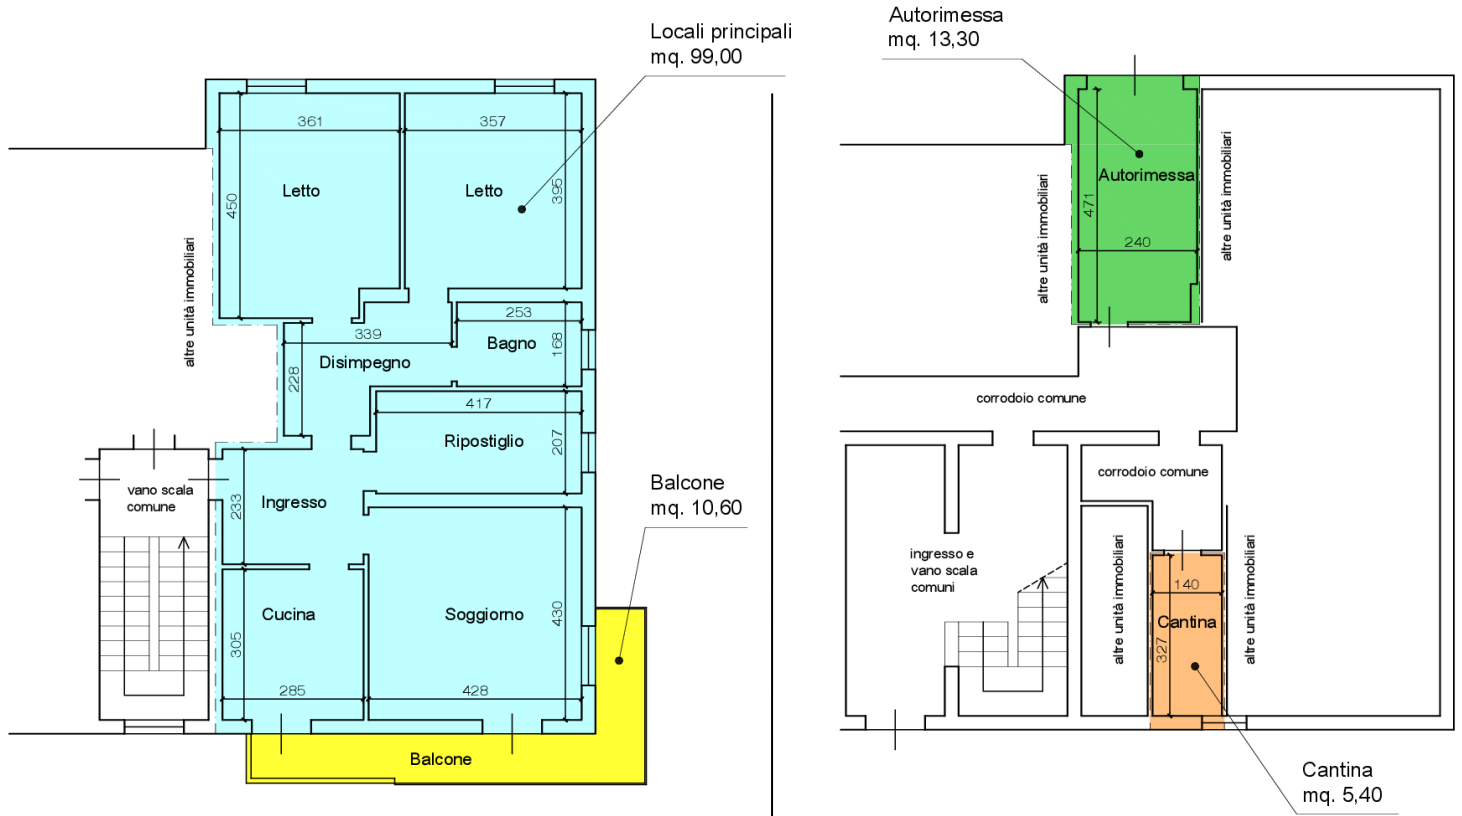 Locali principali
mq. 99,00
361
357
450
395
Letto
Letto
altre unità immobiliari
339
253
Bagno
168
Disimpegno
228
417
Ripostiglio
207
vano scala
comune
233
Ingresso
Balcone
mq. 10,60
Cucina
305
285
Soggiorno
430
428
Balcone
Autorimessa
mq. 13,30
altre unità immobiliari
altre unità immobiliari
Autorimessa
471
240
corrodoio comune
corrodoio comune
ingresso e
vano scala
comuni
altre unità immobiliari
altre unità immobiliari
140
Cantina
327
Cantina
mq. 5,40